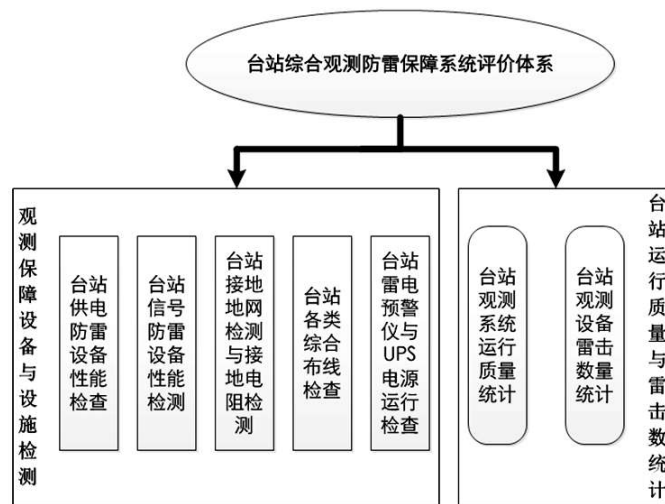 台站综合观测防雷保障系统评价体系
观测保障设备与设施检测
台站
供电
防雷
设备
性能
检查
台站
信号
防雷
设备
性能
检测
台站
接地
地网
检测
与接
地电
阻检
测
台站
各类
综合
布线
检查
台站
雷电
预警
仪与
UPS
电源
运行
检查
台站
观测
系统
运行
质量
统计
台站
观测
设备
雷击
数量
统计
台站运行质量与雷击数统计